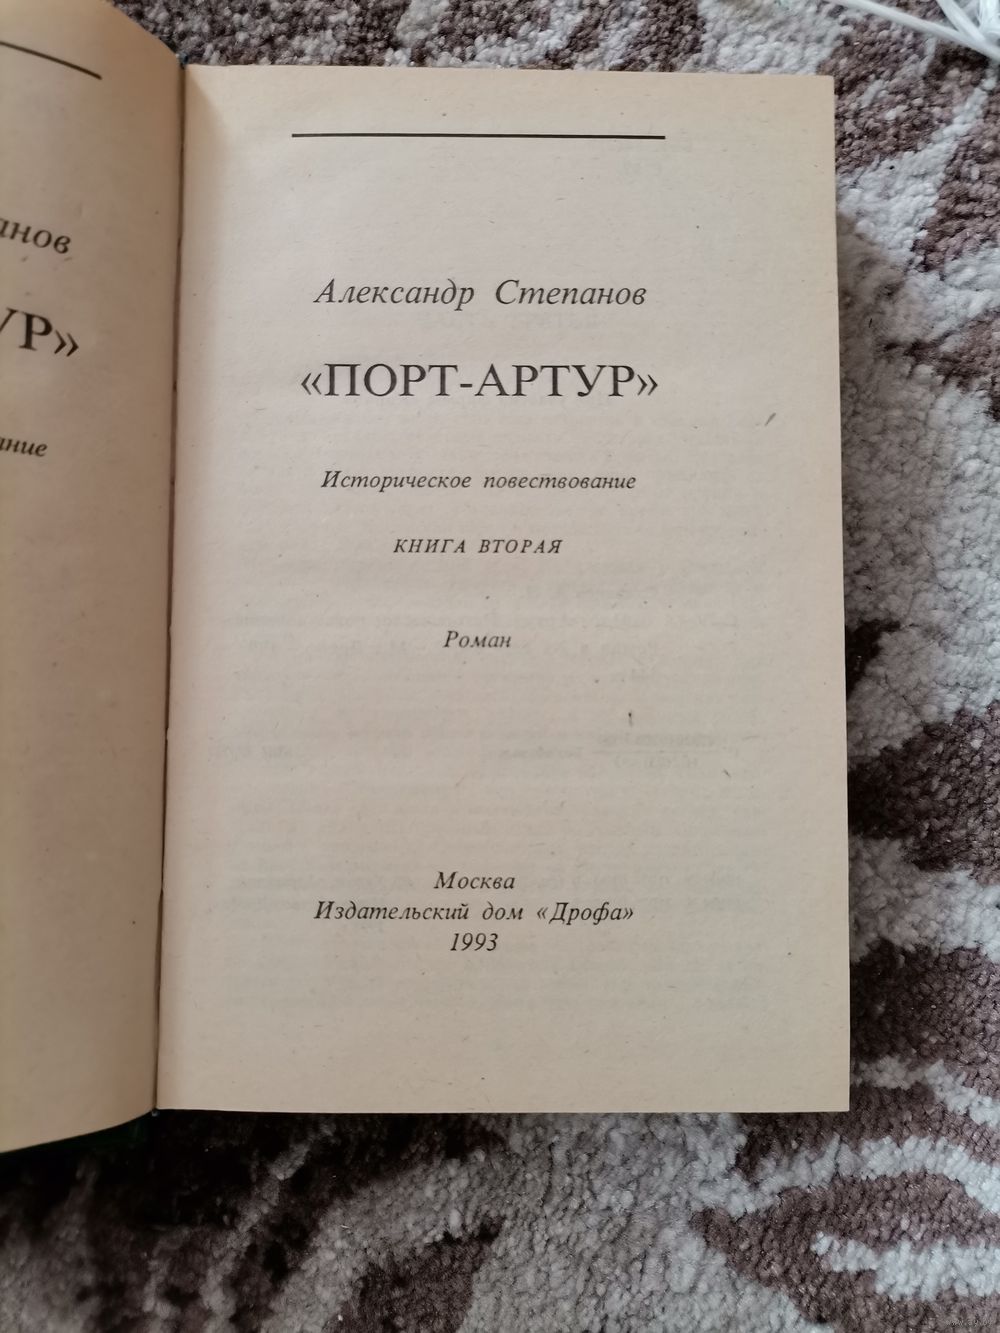 Александр Степанов
«ПОРТ-АРТУР»
Историческое повествование
КНИГА ВТОРАЯ
Роман
Москва
Издательский дом «Дрофа»
1993